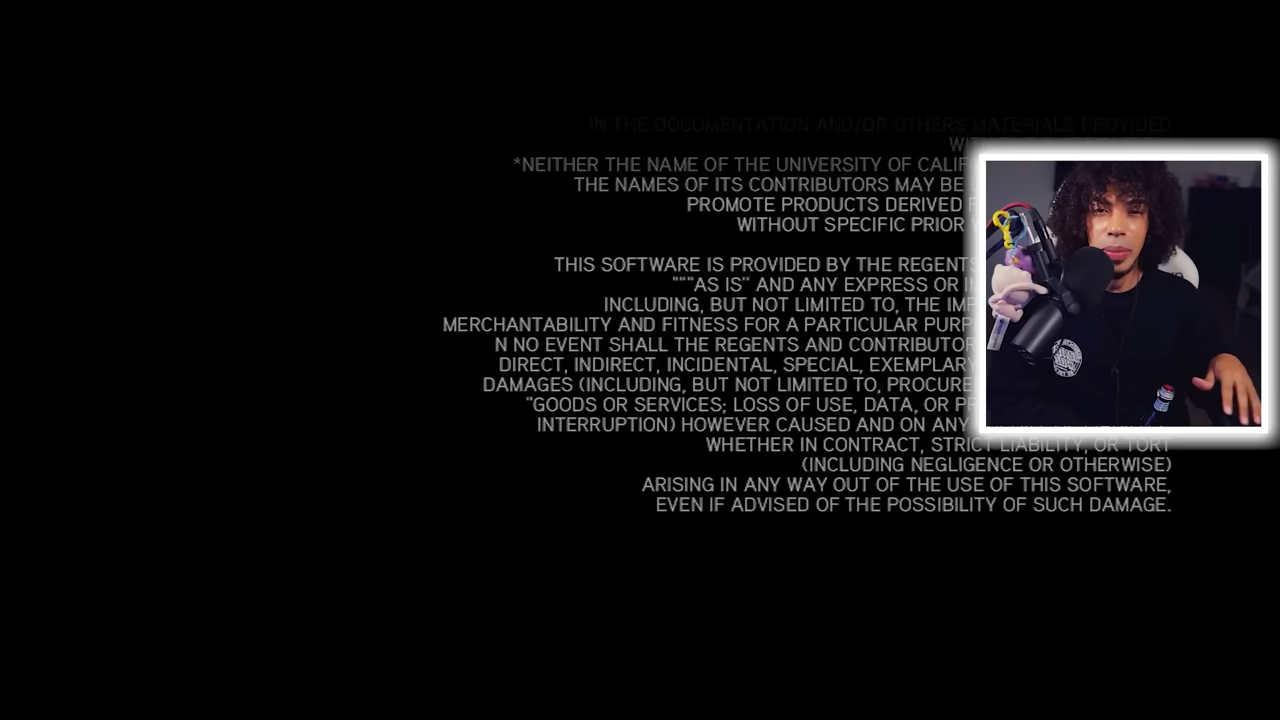 IN THE DOCUMENTATION AND/OR OTHERS MATERIALS PROVIDED
*NEITHER THE NAME OF THE UNIVERSITY OF
THE NAMES OF ITS CONTRIBUTORS MAY BE
PROMOTE PRODUCTS DERIVED
WITHOUT SPECIFIC PRIOR
THIS SOFTWARE IS PROVIDED BY THE REGENTS
"""AS IS" AND ANY EXPRESS OR
INCLUDING, BUT NOT LIMITED TO, THE
MERCHANTABILITY AND FITNESS FOR A PARTICULAR
N NO EVENT SHALL THE REGENTS AND
DIRECT, INDIRECT, INCIDENTAL, SPECIAL, EXEMPLARY
DAMAGES (INCLUDING, BUT NOT LIMITED TO,
"GOODS OR SERVICES; LOSS OF USE, DATA, OR
INTERRUPTION) HOWEVER CAUSED AND ON ANY
WHETHER IN CONTRACT, STRICT LIABILITY, OR TORT
(INCLUDING NEGLIGENCE OR OTHERWISE)
ARISING IN ANY WAY OUT OF THE USE OF THIS SOFTWARE,
EVEN IF ADVISED OF THE POSSIBILITY OF SUCH DAMAGE.